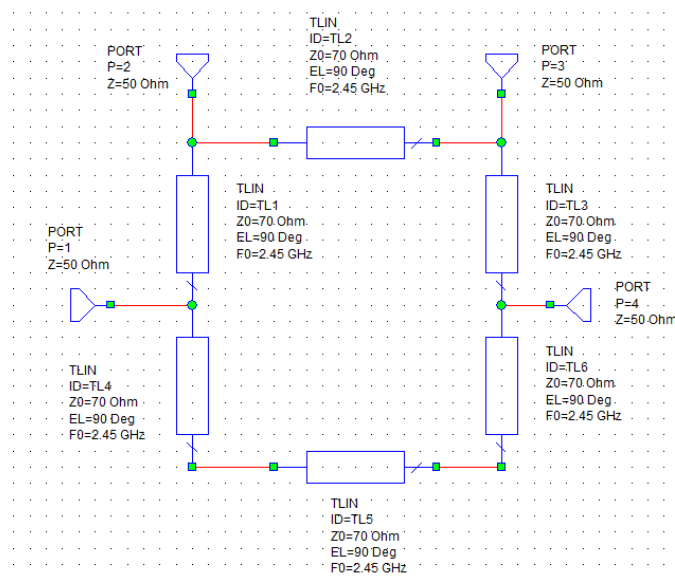 TLIN
ID=TL2
Z0=70 Ohm
EL=90 Deg
F0=2.45 GHz
PORT
P=2
Z=50 Ohm
PORT
P=3
Z=50 Ohm
TLIN
ID=TL1
Z0=70 Ohm
EL=90 Deg
F0=2.45 GHz
TLIN
ID=TL3
Z0=70 Ohm
EL=90 Deg
F0=2.45 GHz
PORT
P=1
Z=50 Ohm
PORT
P=4
Z=50 Ohm
TLIN
ID=TL4
Z0=70 Ohm
EL=90 Deg
F0=2.45 GHz
TLIN
ID=TL6
Z0=70 Ohm
EL=90 Deg
F0=2.45 GHz
TLIN
ID=TL5
Z0=70 Ohm
EL=90 Deg
F0=2.45 GHz